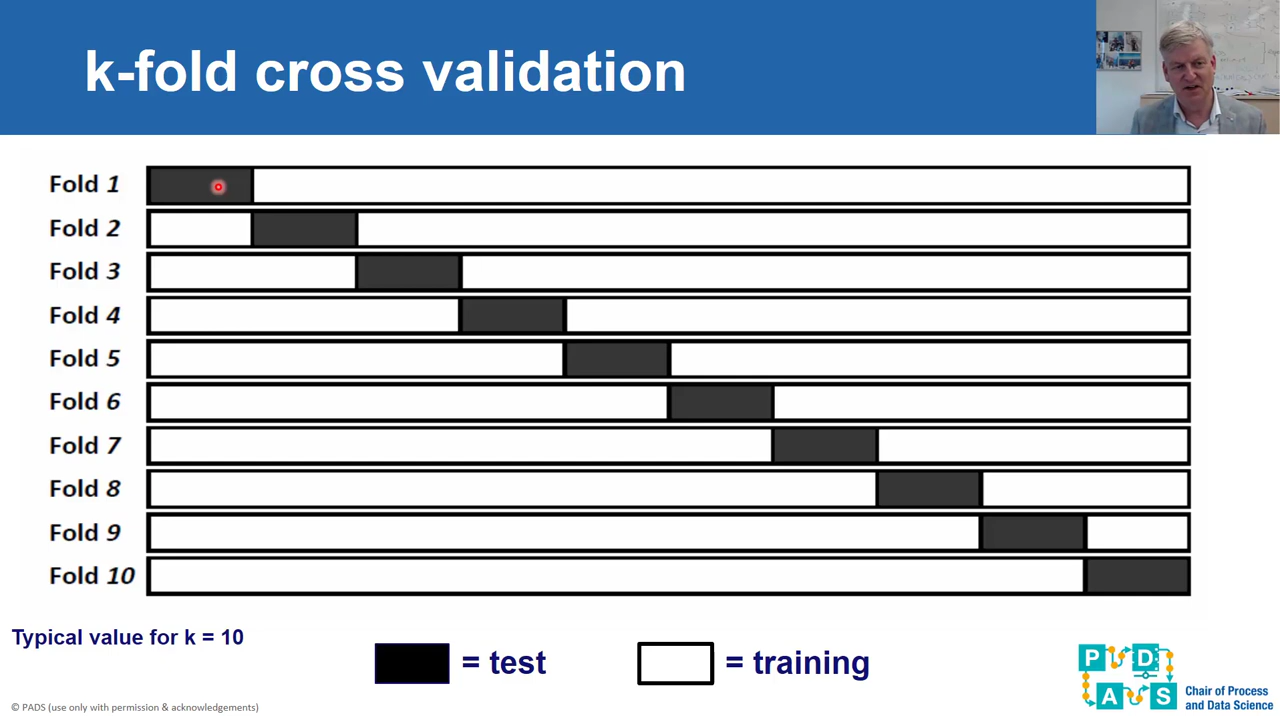 k-fold cross validation
Fold 1
Fold 2
Fold 3
Fold 4
Fold 5
Fold 6
Fold 7
Fold 8
Fold 9
Fold 10
Typical value for k = 10
= test
= training
P D
A S
Chair of Process
and Data Science
© PADS (use only with permission & acknowledgements)